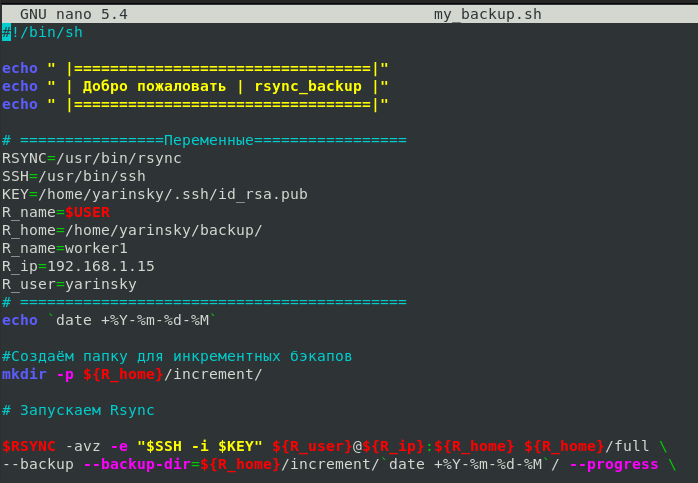 GNU nano 5.4 my_backup.sh
#!/bin/sh
echo " |=================================|"
echo " | Добро пожаловать | rsync_backup |"
echo " |=================================|"
# ================Переменные=================
RSYNC=/usr/bin/rsync
SSH=/usr/bin/ssh
KEY=/home/yarinsky/.ssh/id_rsa.pub
R_name=$USER
R_home=/home/yarinsky/backup/
R_name=worker1
R_ip=192.168.1.15
R_user=yarinsky
# ===========================================
echo `date +%Y-%m-%d-%M`
#Создаём папку для инкрементных бэкапов
mkdir -p ${R_home}/increment/
# Запускаем Rsync
$RSYNC -avz -e "$SSH -i $KEY" ${R_user}@${R_ip}:${R_home} ${R_home}/full \
--backup --backup-dir=${R_home}/increment/`date +%Y-%m-%d-%M`/ --progress \